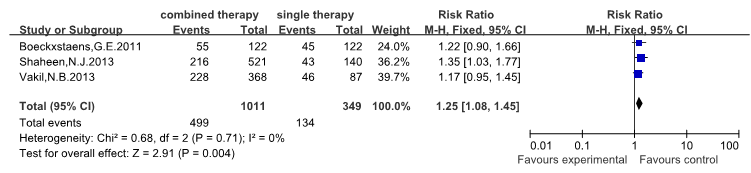 combined therapy single therapy Risk Ratio Risk Ratio
Study or Subgroup Events Total Events Total Weight M-H, Fixed, 95% CI M-H, Fixed, 95% CI
Boeckxstaens,G.E.2011 55 122 45 122 24.0% 1.22 [0.90, 1.66]
Shaheen,N.J.2013 216 521 43 140 36.2% 1.35 [1.03, 1.77]
Vakil,N.B.2013 228 368 46 87 39.7% 1.17 [0.95, 1.45]
Total (95% CI) 1011 349 100.0% 1.25 [1.08, 1.45]
Total events 499 134
Heterogeneity: Chi² = 0.68, df = 2 (P = 0.71); I² = 0%
Test for overall effect: Z = 2.91 (P = 0.004)
0.01 0.1 1 10 100
Favours experimental Favours control